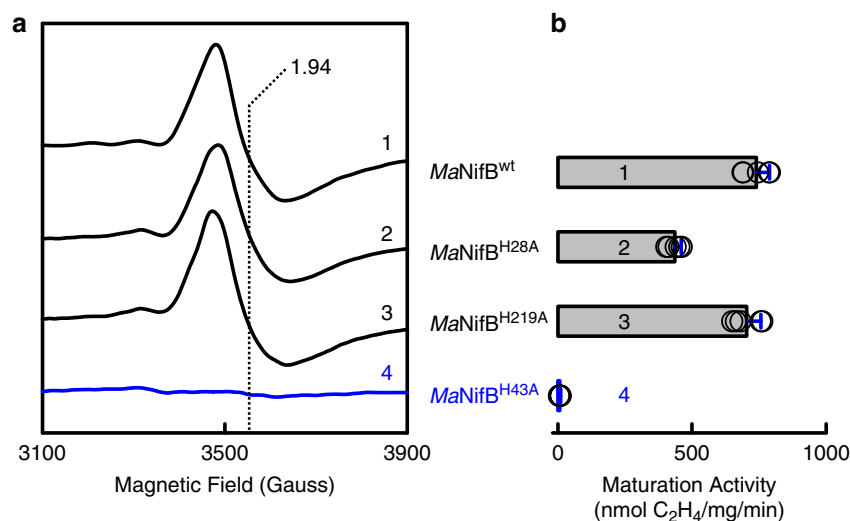 a
b
1.94
1
2
3
4
3100
3500
3900
Magnetic Field (Gauss)
MaNifBʷᵗ
1
MaNifBᴴ²⁸ᴬ
2
MaNifBᴴ²¹⁹ᴬ
3
MaNifBᴴ⁴³ᴬ
4
0
500
1000
Maturation Activity
(nmol C₂H₄/mg/min)